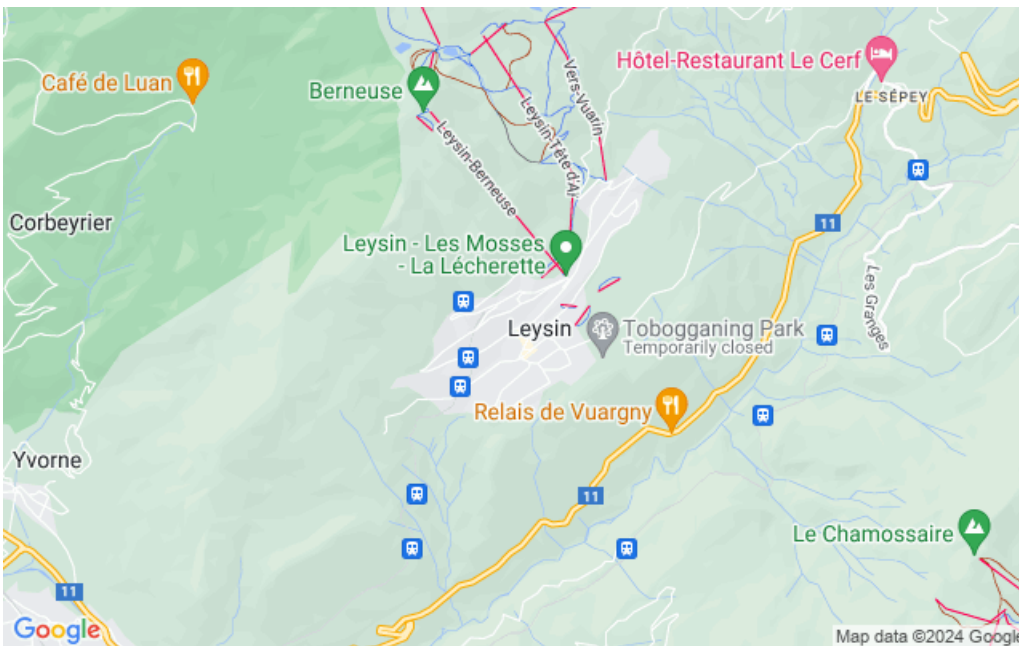 Hôtel-Restaurant Le Cerf
Café de Luan
Berneuse
LE SÉPEY
Vers-Vuarin
Leysin-Tête d'Aï
Leysin-Berneuse
Corbeyrier
11
Leysin - Les Mosses
- La Lécherette
Les Granges
Leysin
Tobogganing Park
Temporarily closed
Relais de Vuargny
Yvorne
11
Le Chamossaire
11
Google
Map data ©2024 Google